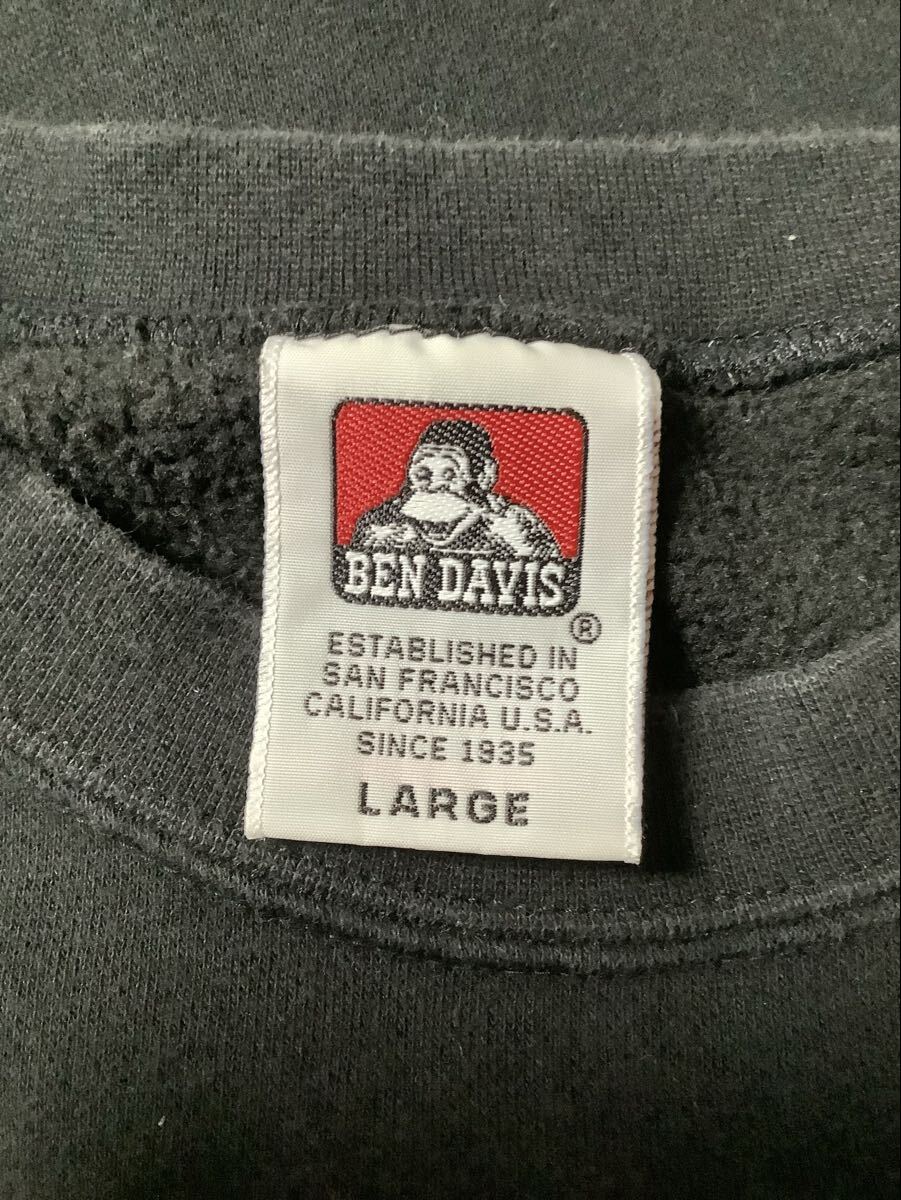 BEN DAVIS
®
ESTABLISHED IN
SAN FRANCISCO
CALIFORNIA U.S.A.
SINCE 1935
LARGE